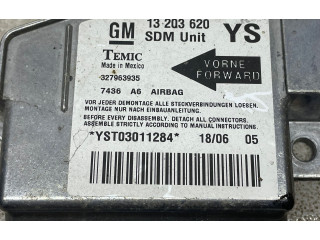 GM 13 203 620 YS
SDM Unit
TEMIC
Made in Mexico
327963935
VORNE
FORWARD
7436 A6 AIRBAG
VOR JEDER DEMONTAGE ALLE STECKVERBINDUNGEN LOESEN.
MONTAGE NUR NACH EINBAUANLEITUNG.
BEFORE EVERY DISASSEMBLY, DETACH ALL CONNECTORS.
ASSEMBLE STRICTLY ACCORDING TO MANUAL INSTRUCTIONS.
*YST03011284* 18/06 05